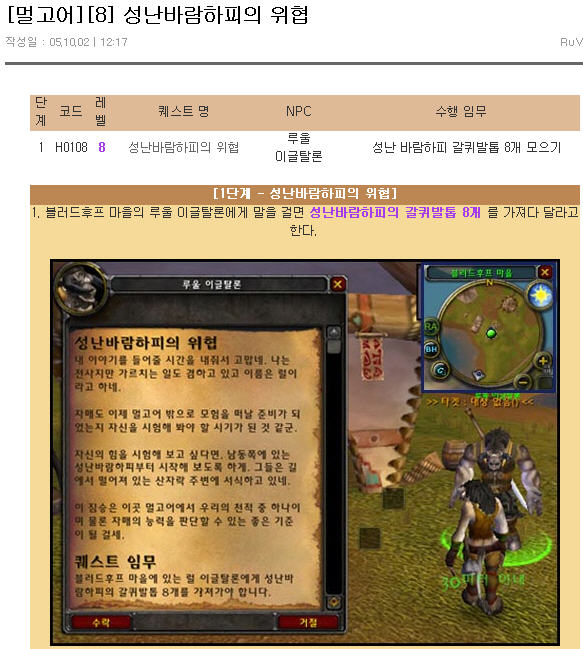 [멀고어][8] 성난바람하피의 위협
작성일 : 05,10,02 | 12:17
RuV
단계 코드 레벨 퀘스트 명 NPC 수행 임무
1 H0108 8 성난바람하피의 위협 루울 이글탈론 성난 바람하피 갈퀴발톱 8개 모으기
[1단계 - 성난바람하피의 위협]
1, 블러드후프 마을의 루울 이글탈론에게 말을 걸면 성난바람하피의 갈퀴발톱 8개 를 가져다 달라고
한다.
루울 이글탈론
성난바람하피의 위협
내 이야기를 들어줄 시간을 내줘서 고맙네. 나는
전사지만 가르치는 일도 겸하고 있고 이름은 럴이
라고 하네.
자매도 이제 멀고어 밖으로 모험을 떠날 준비가 되
었는지 자신을 시험해 봐야 할 시기가 된 것 같군.
자신의 힘을 시험해 보고 싶다면, 남동쪽에 있는
성난바람하피부터 시작해 보도록 하게. 그들은 길
에서 떨어져 있는 산자락 주변에 서식하고 있네.
이 짐승은 이곳 멀고어에서 우리의 천적 중 하나이
며 물론 자매의 능력을 판단할 수 있는 좋은 기준
이 될 걸세.
퀘스트 임무
블러드후프 마을에 있는 럴 이글탈론에게 성난바
람하피의 갈퀴발톱 8개를 가져가야 합니다.
수락
거절
블러드후프 마을
N
RA
BH
>> 타겟 : 대상 없음() <<
30미터 이내